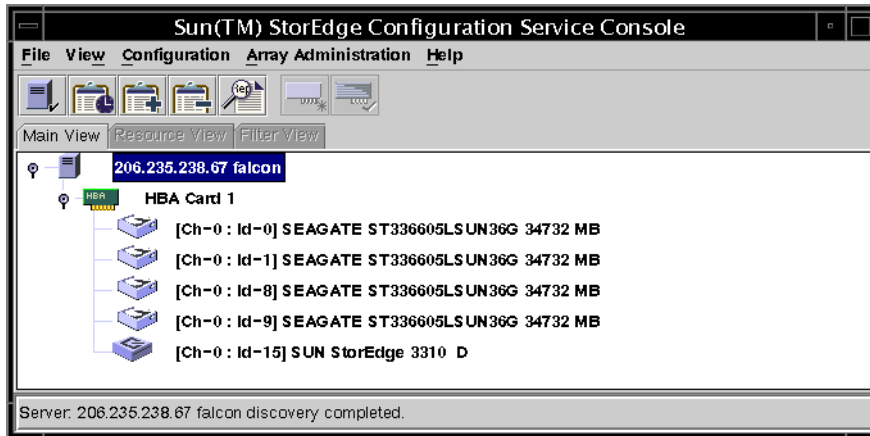 Sun(TM) StorEdge Configuration Service Console
File View Configuration Array Administration Help
Rep
Main View Resource View Filter View
206.235.238.67 falcon
HBA HBA Card 1
[Ch-0 : Id-0] SEAGATE ST336605LSUN36G 34732 MB
[Ch-0 : Id-1] SEAGATE ST336605LSUN36G 34732 MB
[Ch-0 : Id-8] SEAGATE ST336605LSUN36G 34732 MB
[Ch-0 : Id-9] SEAGATE ST336605LSUN36G 34732 MB
[Ch-0 : Id-15] SUN StorEdge 3310 D
Server: 206.235.238.67 falcon discovery completed.